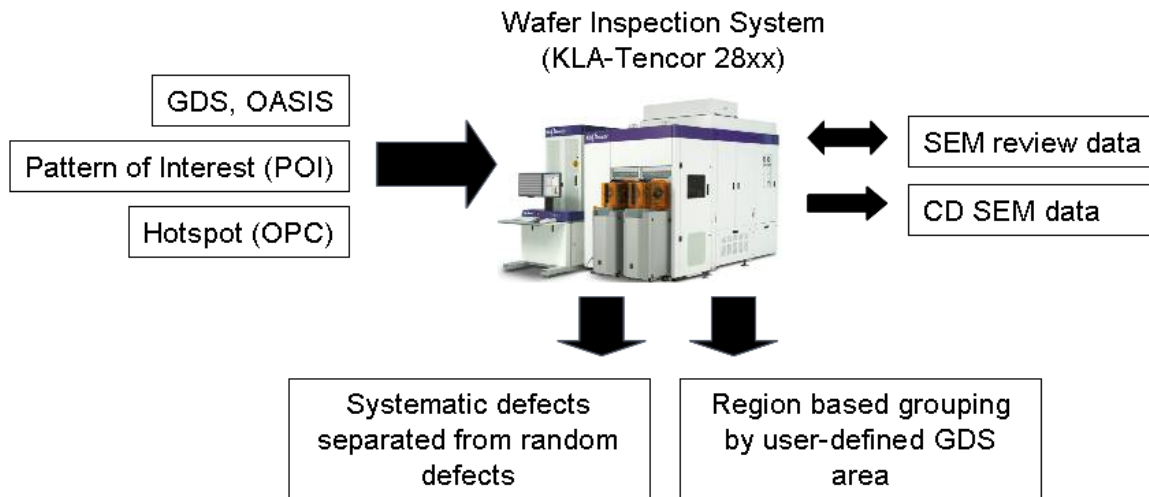 Wafer Inspection System
(KLA-Tencor 28xx)
GDS, OASIS
Pattern of Interest (POI)
Hotspot (OPC)
SEM review data
CD SEM data
Systematic defects
separated from random
defects
Region based grouping
by user-defined GDS
area